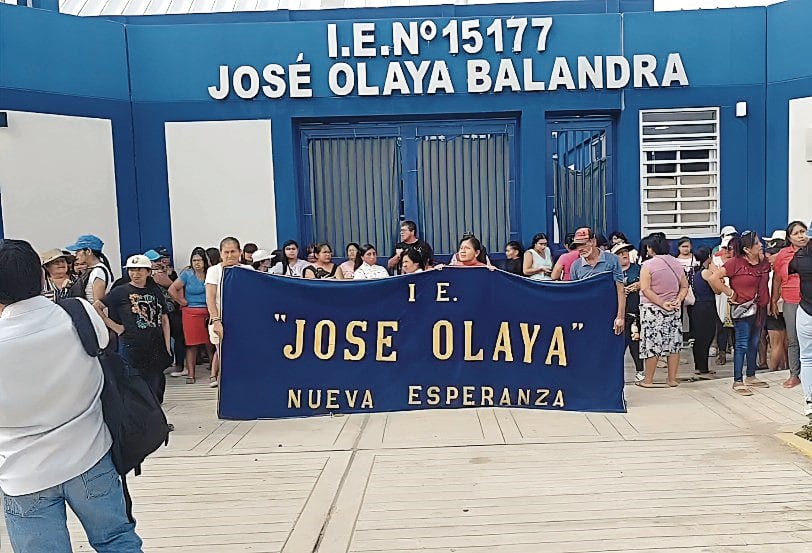 I.E.Nº15177
JOSÉ OLAYA BALANDRA
I E.
"JOSE OLAYA"
NUEVA ESPERANZA